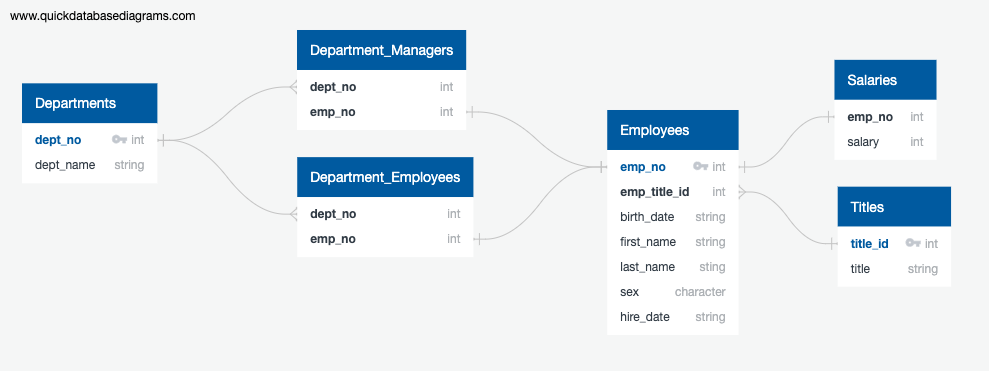 www.quickdatabasediagrams.com
Departments
dept_no int
dept_name string
Department_Managers
dept_no int
emp_no int
Department_Employees
dept_no int
emp_no int
Employees
emp_no int
emp_title_id int
birth_date string
first_name string
last_name sting
sex character
hire_date string
Salaries
emp_no int
salary int
Titles
title_id int
title string